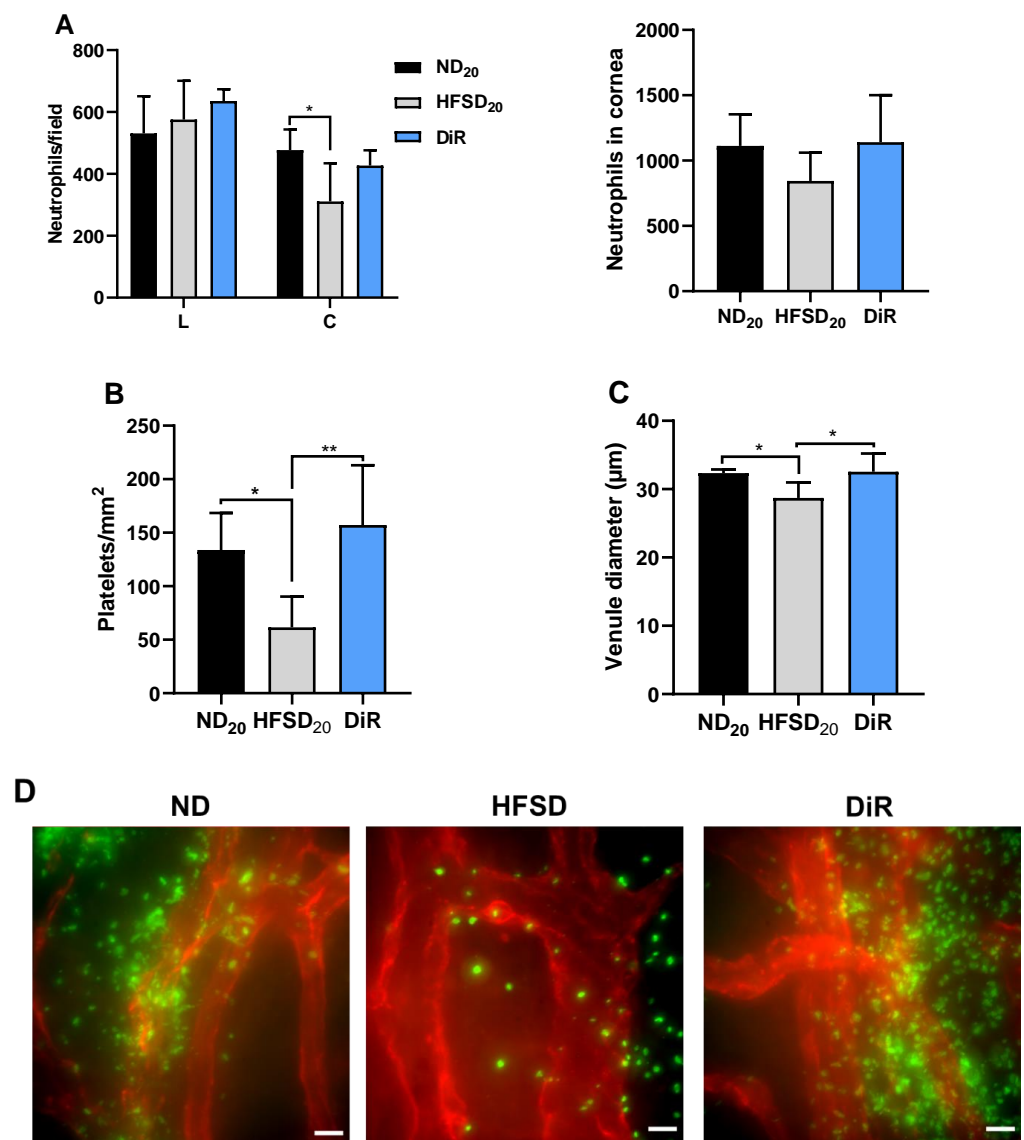 A
Neutrophils/field
800
600
400
200
0
*
L
C
ND₂₀
HFSD₂₀
DiR
Neutrophils in cornea
2000
1500
1000
500
0
ND₂₀ HFSD₂₀ DiR
B
Platelets/mm²
250
200
150
100
50
0
*
**
ND₂₀ HFSD₂₀ DiR
C
Venule diameter (µm)
40
30
20
10
0
*
*
ND₂₀ HFSD₂₀ DiR
D
ND
HFSD
DiR